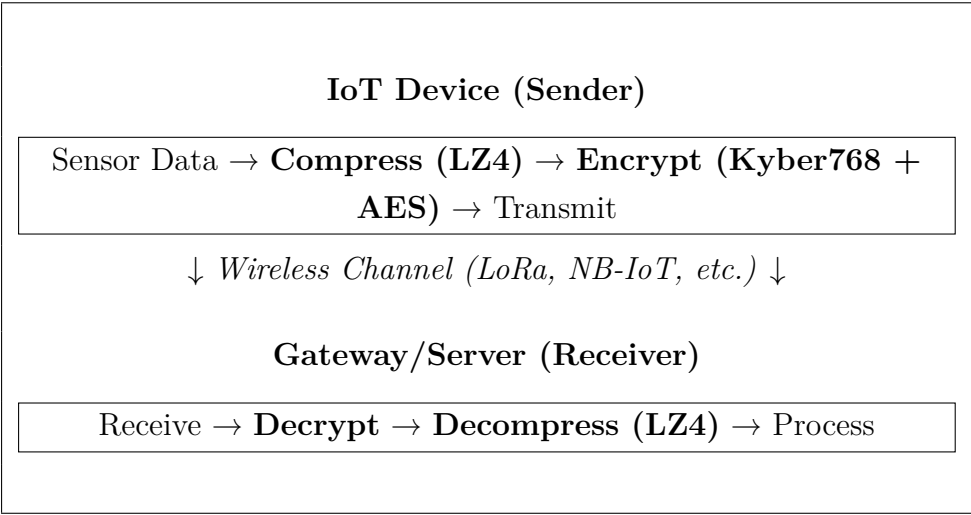 IoT Device (Sender)
Sensor Data → Compress (LZ4) → Encrypt (Kyber768 +
AES) → Transmit
↓ Wireless Channel (LoRa, NB-IoT, etc.) ↓
Gateway/Server (Receiver)
Receive → Decrypt → Decompress (LZ4) → Process